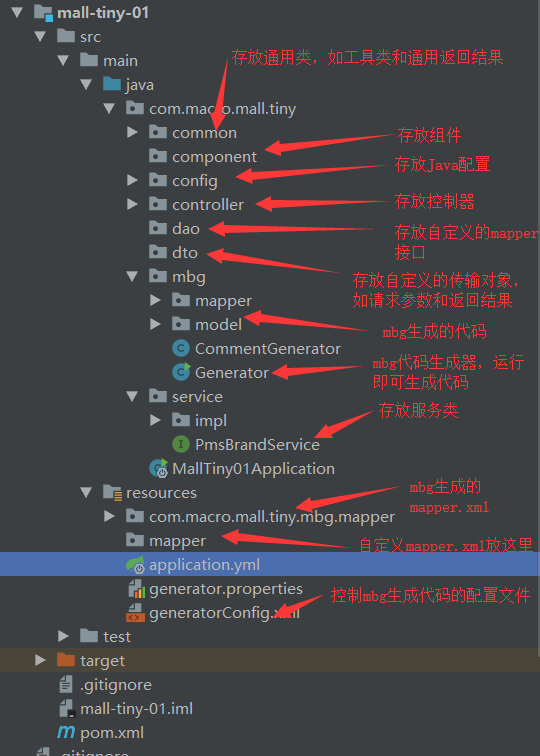 mall-tiny-01
src
main
存放通用类，如工具类和通用返回结果
java
com.macro.mall.tiny
common
存放组件
component
存放Java配置
config
存放控制器
controller
dao
存放自定义的mapper
接口
dto
存放自定义的传输对象，
如请求参数和返回结果
mbg
mapper
model
mbg生成的代码
CommentGenerator
mbg代码生成器，运行
即可生成代码
Generator
service
存放服务类
impl
PmsBrandService
MallTiny01Application
mbg生成的
mapper.xml
resources
com.macro.mall.tiny.mbg.mapper
mapper
自定义mapper.xml放这里
application.yml
generator.properties
控制mbg生成代码的配置文件
generatorConfig.xml
test
target
.gitignore
mall-tiny-01.iml
pom.xml
.gitignore